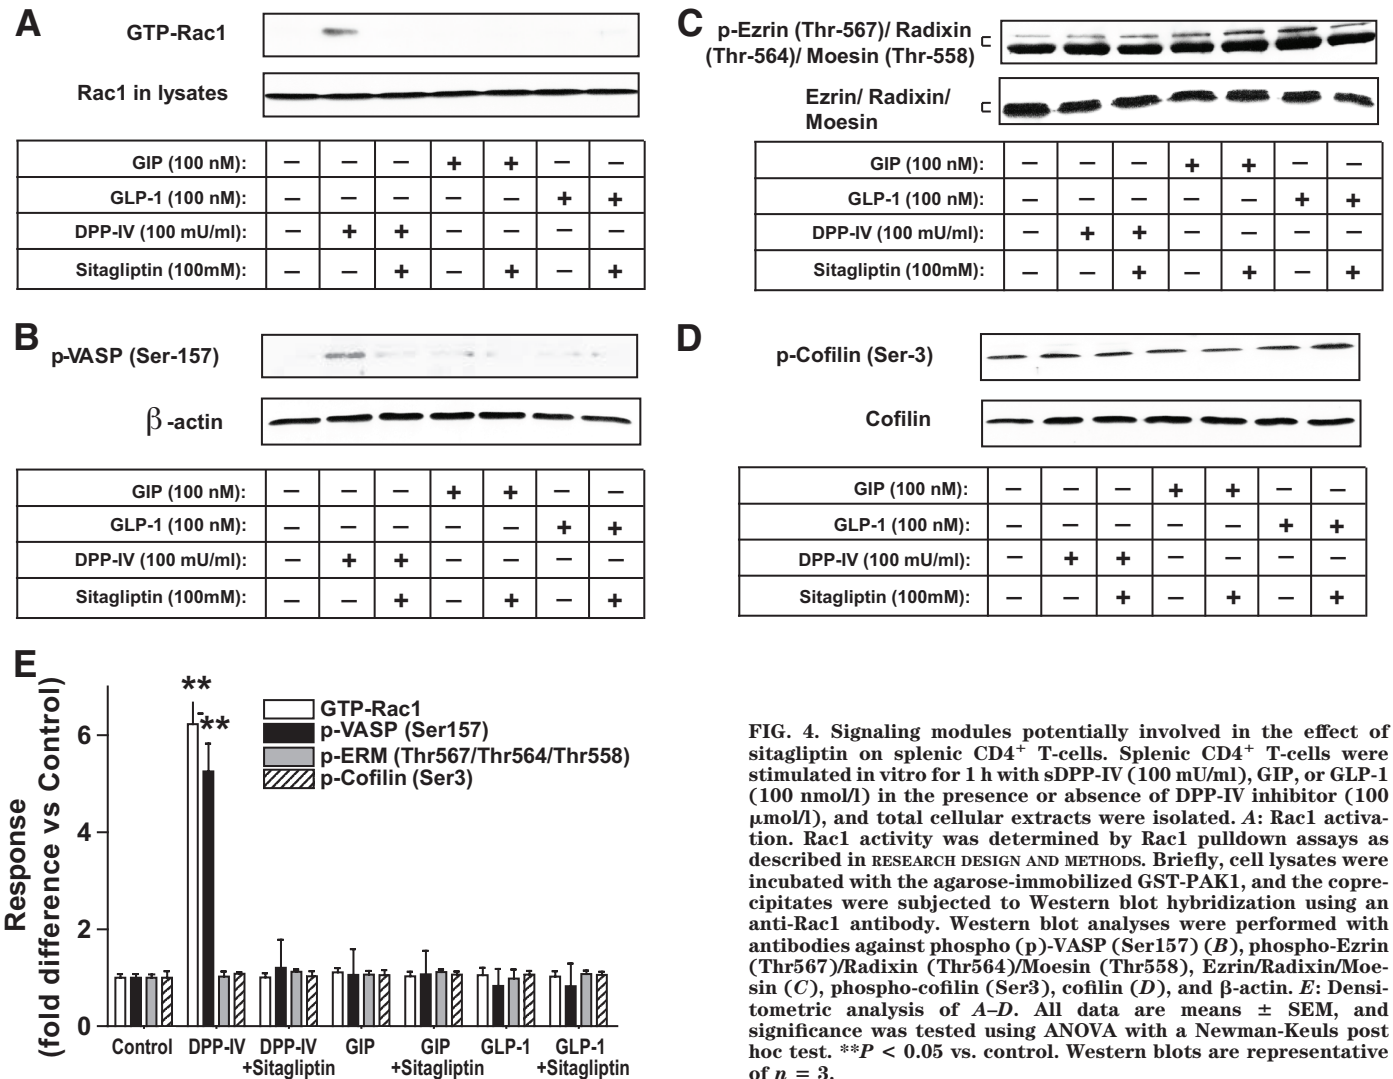 A
GTP-Rac1
Rac1 in lysates
GIP (100 nM): – – – + + – –
GLP-1 (100 nM): – – – – – + +
DPP-IV (100 mU/ml): – + + – – – –
Sitagliptin (100mM): – – + – + – +
B
p-VASP (Ser-157)
β-actin
GIP (100 nM): – – – + + – –
GLP-1 (100 nM): – – – – – + +
DPP-IV (100 mU/ml): – + + – – – –
Sitagliptin (100mM): – – + – + – +
C
p-Ezrin (Thr-567)/ Radixin
(Thr-564)/ Moesin (Thr-558)
Ezrin/ Radixin/
Moesin
GIP (100 nM): – – – + + – –
GLP-1 (100 nM): – – – – – + +
DPP-IV (100 mU/ml): – + + – – – –
Sitagliptin (100mM): – – + – + – +
D
p-Cofilin (Ser-3)
Cofilin
GIP (100 nM): – – – + + – –
GLP-1 (100 nM): – – – – – + +
DPP-IV (100 mU/ml): – + + – – – –
Sitagliptin (100mM): – – + – + – +
E
Response
(fold difference vs Control)
6
4
2
0
**
**
GTP-Rac1
p-VASP (Ser157)
p-ERM (Thr567/Thr564/Thr558)
p-Cofilin (Ser3)
Control
DPP-IV
DPP-IV
+Sitagliptin
GIP
GIP
+Sitagliptin
GLP-1
GLP-1
+Sitagliptin
FIG. 4. Signaling modules potentially involved in the effect of
sitagliptin on splenic CD4⁺ T-cells. Splenic CD4⁺ T-cells were
stimulated in vitro for 1 h with sDPP-IV (100 mU/ml), GIP, or GLP-1
(100 nmol/l) in the presence or absence of DPP-IV inhibitor (100
μmol/l), and total cellular extracts were isolated. A: Rac1 activa-
tion. Rac1 activity was determined by Rac1 pulldown assays as
described in RESEARCH DESIGN AND METHODS. Briefly, cell lysates were
incubated with the agarose-immobilized GST-PAK1, and the copre-
cipitates were subjected to Western blot hybridization using an
anti-Rac1 antibody. Western blot analyses were performed with
antibodies against phospho (p)-VASP (Ser157) (B), phospho-Ezrin
(Thr567)/Radixin (Thr564)/Moesin (Thr558), Ezrin/Radixin/Moe-
sin (C), phospho-cofilin (Ser3), cofilin (D), and β-actin. E: Densi-
tometric analysis of A–D. All data are means ± SEM, and
significance was tested using ANOVA with a Newman-Keuls post
hoc test. **P < 0.05 vs. control. Western blots are representative
of n = 3.